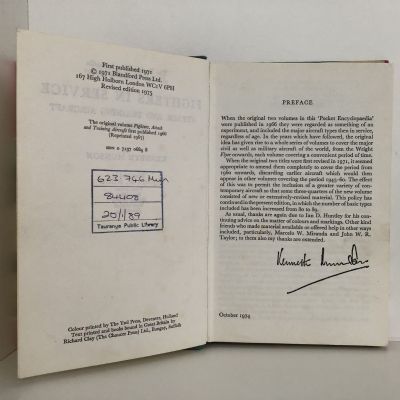 First published 1971
© 1971 Blandford Press Ltd.
167 High Holborn London WC1V 6PH
Revised edition 1975
The original volume Fighters, Attack
and Training Aircraft first published 1966
(Reprinted 1967)
ISBN 0 7137 0664 8
623.746 Mun
84408
20/1/89
Tauranga Public Library
Colour printed by The Ysel Press, Deventer, Holland
Text printed and books bound in Great Britain by
Richard Clay (The Chaucer Press) Ltd., Bungay, Suffolk
PREFACE
When the original two volumes in this 'Pocket Encyclopaedia'
were published in 1966 they were regarded as something of an
experiment, and included the major aircraft types then in service,
regardless of age. In the years which have followed, the original
idea has given rise to a whole series of volumes to cover the major
civil as well as military aircraft of the world, from the Wright
Flyer onwards, each volume covering a convenient period of time.
When the original two titles were first revised in 1971, it seemed
appropriate to amend them completely to cover the period from
1960 onwards, discarding earlier aircraft which would then
appear in other volumes covering the period 1945-60. The effect
of this was to permit the inclusion of a greater variety of con-
temporary aircraft so that some three-quarters of the new volume
consisted of new or extensively-revised material. This policy has
continued in the present edition, in which the number of basic types
included has been increased from 80 to 89.
As usual, thanks are again due to Ian D. Huntley for his con-
sulting advice on the matter of colours and markings. Other kind
friends who made material available or offered help in other ways
included, particularly, Marcelo W. Miranda and John W. R.
Taylor; to them also my thanks are extended.
Kenneth Munson
October 1974